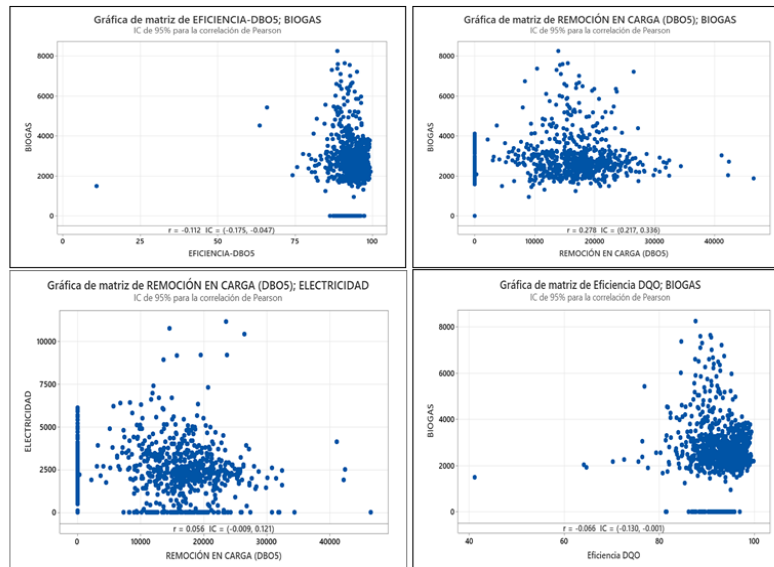 Gráfica de matriz de EFICIENCIA-DBO5; BIOGAS
IC de 95% para la correlación de Pearson
BIOGAS
8000
6000
4000
2000
0
r = -0.112 IC = (-0.175, -0.047)
0
25
50
75
100
EFICIENCIA-DBO5
Gráfica de matriz de REMOCIÓN EN CARGA (DBO5); BIOGAS
IC de 95% para la correlación de Pearson
BIOGAS
8000
6000
4000
2000
0
r = 0.278 IC = (0.217, 0.336)
0
10000
20000
30000
40000
REMOCIÓN EN CARGA (DBO5)
Gráfica de matriz de REMOCIÓN EN CARGA (DBO5); ELECTRICIDAD
IC de 95% para la correlación de Pearson
ELECTRICIDAD
10000
7500
5000
2500
0
r = 0.056 IC = (-0.009, 0.121)
0
10000
20000
30000
40000
REMOCIÓN EN CARGA (DBO5)
Gráfica de matriz de Eficiencia DQO; BIOGAS
IC de 95% para la correlación de Pearson
BIOGAS
8000
6000
4000
2000
0
r = -0.066 IC = (-0.130, -0.001)
40
60
80
100
Eficiencia DQO